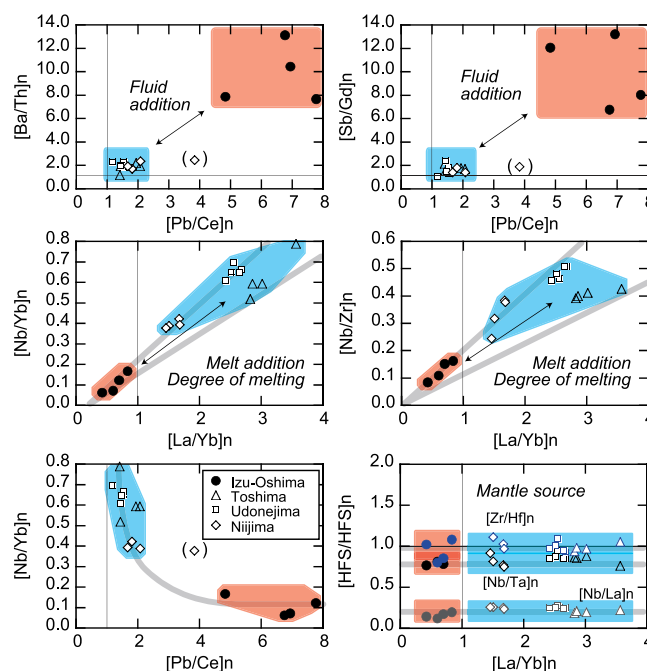 [Ba/Th]n
14.0
12.0
10.0
8.0
6.0
4.0
2.0
0.0
Fluid
addition
( )
0 1 2 3 4 5 6 7 8
[Pb/Ce]n
[Sb/Gd]n
14.0
12.0
10.0
8.0
6.0
4.0
2.0
0.0
Fluid
addition
( )
0 1 2 3 4 5 6 7 8
[Pb/Ce]n
[Nb/Yb]n
0.8
0.7
0.6
0.5
0.4
0.3
0.2
0.1
0.0
Melt addition
Degree of melting
0 1 2 3 4
[La/Yb]n
[Nb/Zr]n
0.6
0.4
0.2
0.0
Melt addition
Degree of melting
0 1 2 3 4
[La/Yb]n
[Nb/Yb]n
0.8
0.7
0.6
0.5
0.4
0.3
0.2
0.1
0.0
Izu-Oshima
Toshima
Udonejima
Niijima
( )
0 1 2 3 4 5 6 7 8
[Pb/Ce]n
[HFS/HFS]n
2.0
1.5
1.0
0.5
0.0
Mantle source
[Zr/Hf]n
[Nb/Ta]n
[Nb/La]n
0 1 2 3 4
[La/Yb]n